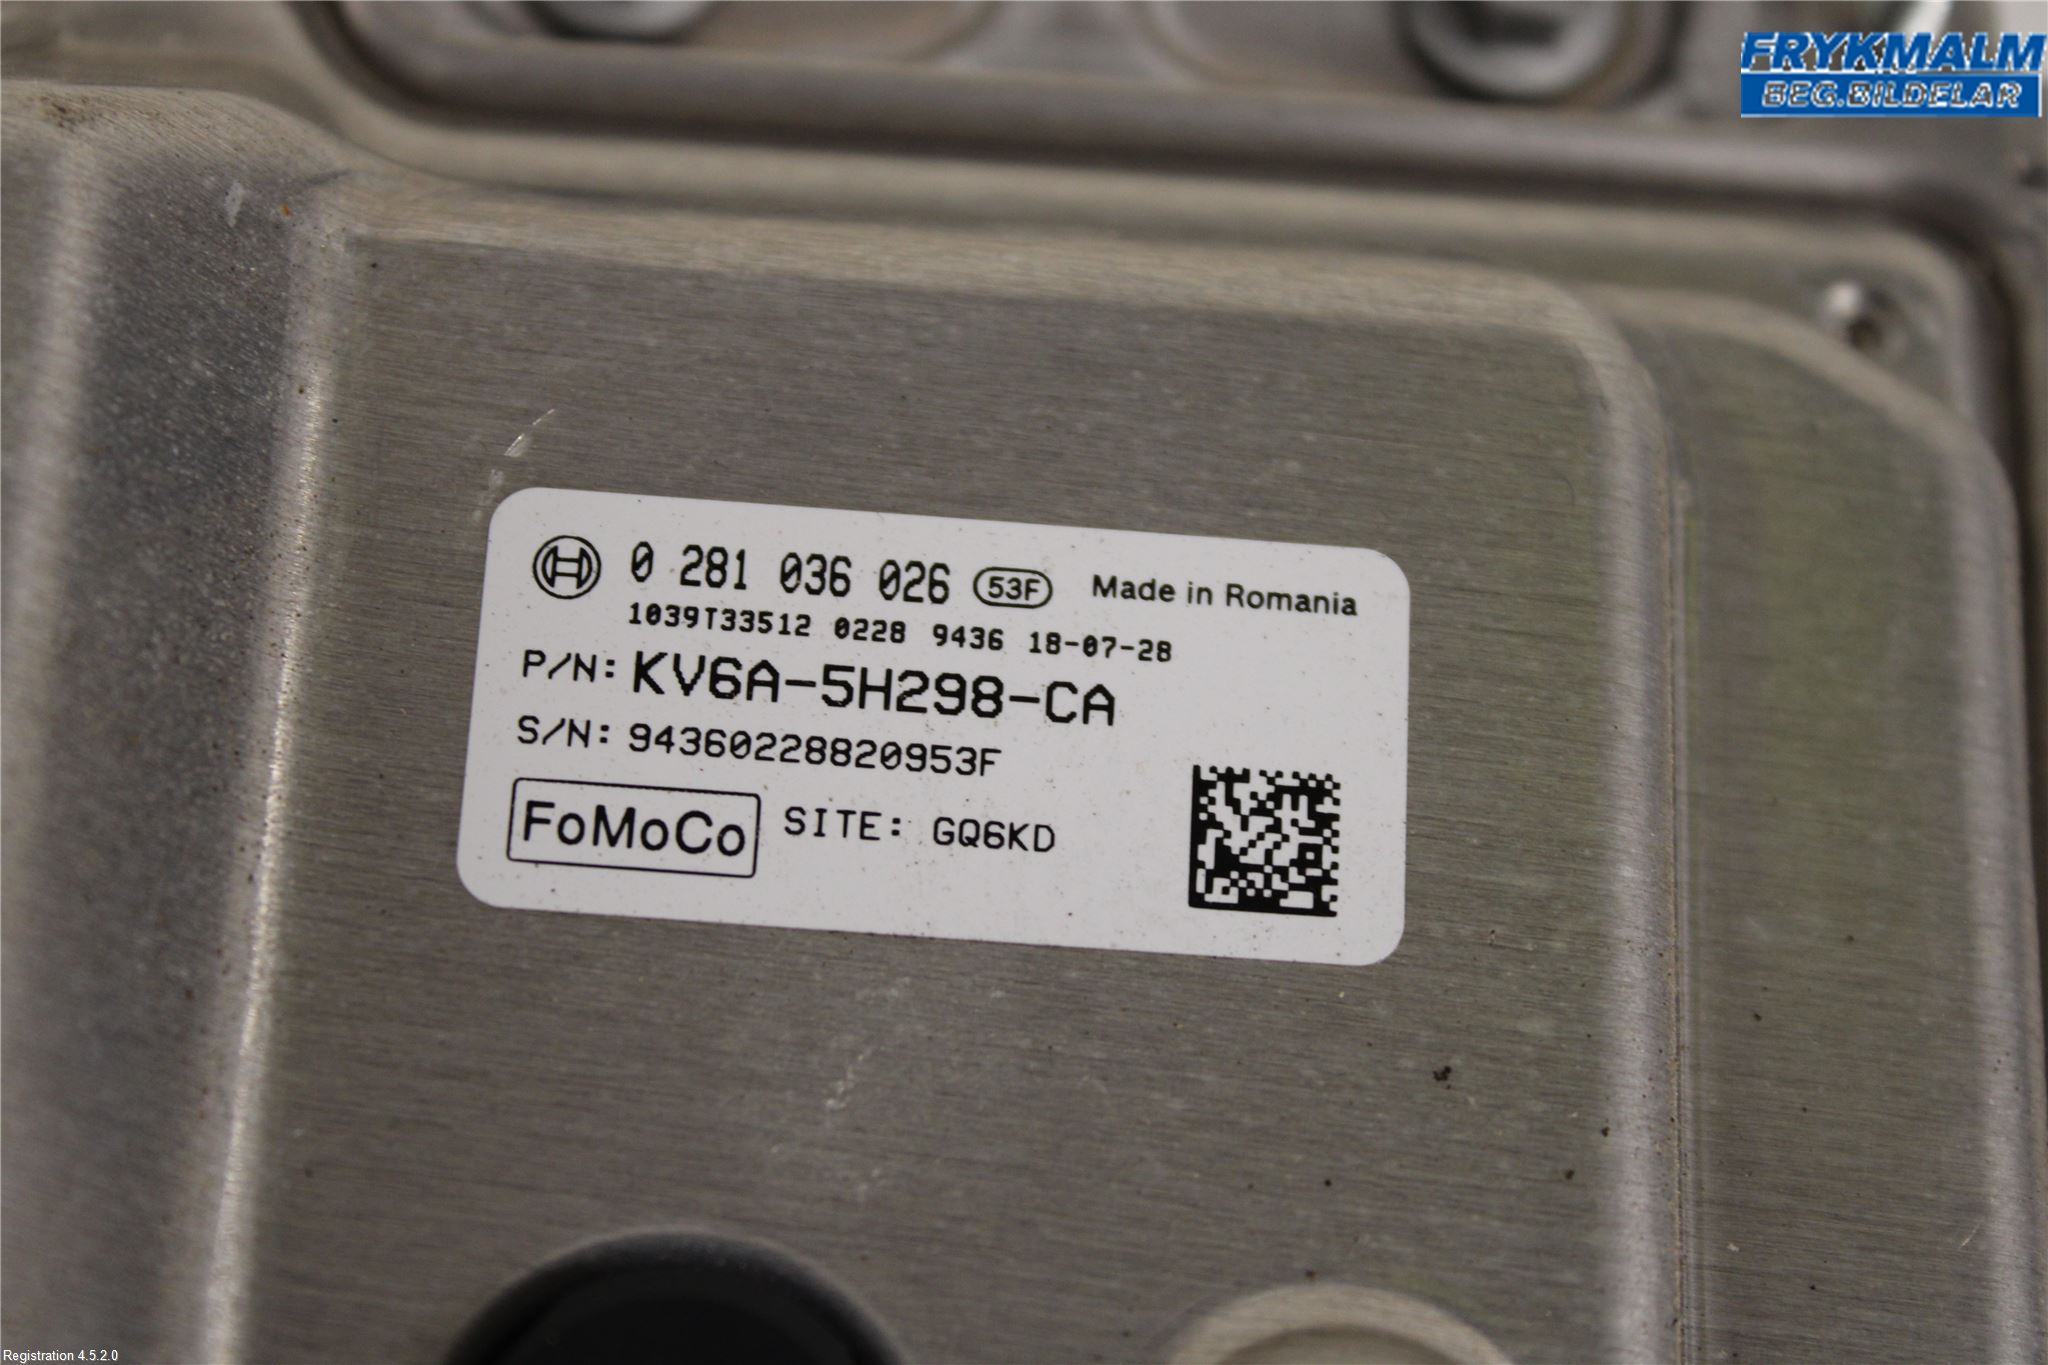 FRYKMALM
BEG.BILDELAR
0 281 036 026 53F Made in Romania
1039T33512 0228 9436 18-07-28
P/N: KV6A-5H298-CA
S/N: 94360228820953F
FoMoCo SITE: GQ6KD
Registration 4.5.2.0